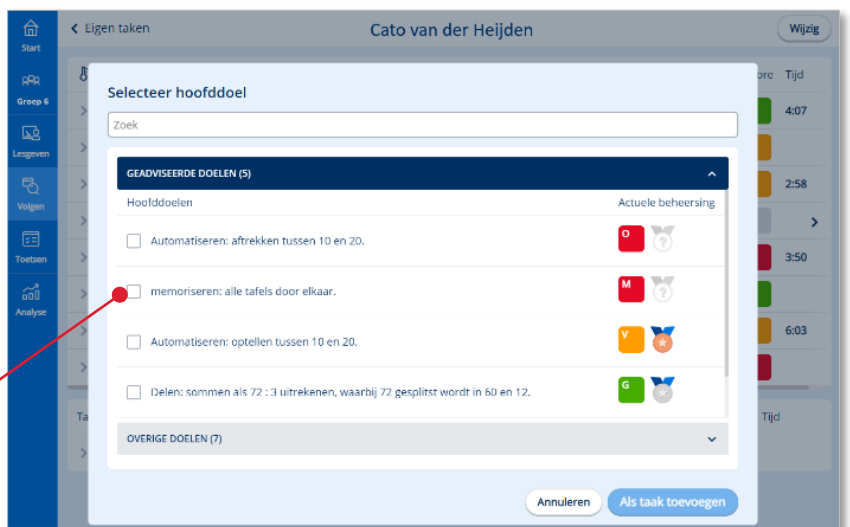 Start
Groep 6
Lesgeven
Volgen
Toetsen
Analyse
Eigen taken
Cato van der Heijden
Wijzig
ore Tijd
4:07
2:58
3:50
6:03
Selecteer hoofddoel
Zoek
GEADVISEERDE DOELEN (5)
Hoofddoelen Actuele beheersing
Automatiseren: aftrekken tussen 10 en 20. O ?
memoriseren: alle tafels door elkaar. M ?
Automatiseren: optellen tussen 10 en 20. V
Delen: sommen als 72 : 3 uitrekenen, waarbij 72 gesplitst wordt in 60 en 12. G
OVERIGE DOELEN (7)
Ta Tijd
Annuleren Als taak toevoegen